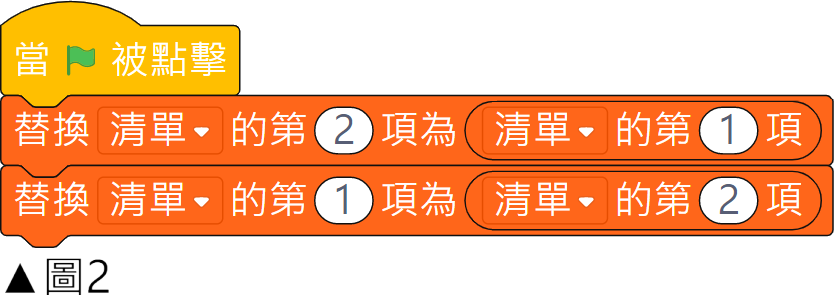 當 被點擊
替換 清單 的第 2 項為 清單 的第 1 項
替換 清單 的第 1 項為 清單 的第 2 項
▲圖2